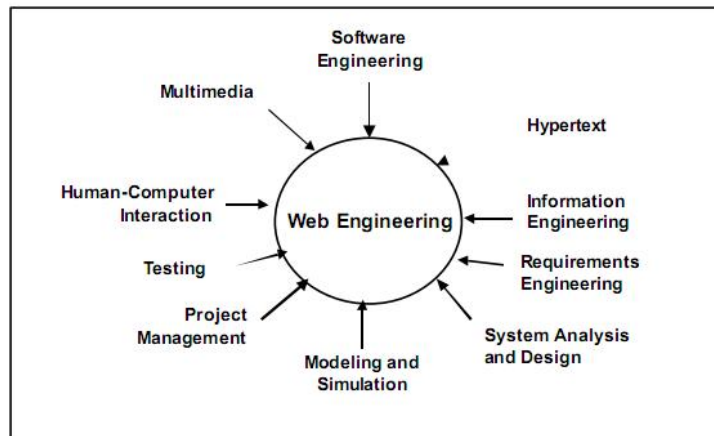 Software
Engineering
Multimedia
Hypertext
Human-Computer
Interaction
Web Engineering
Information
Engineering
Testing
Requirements
Engineering
Project
Management
System Analysis
and Design
Modeling and
Simulation